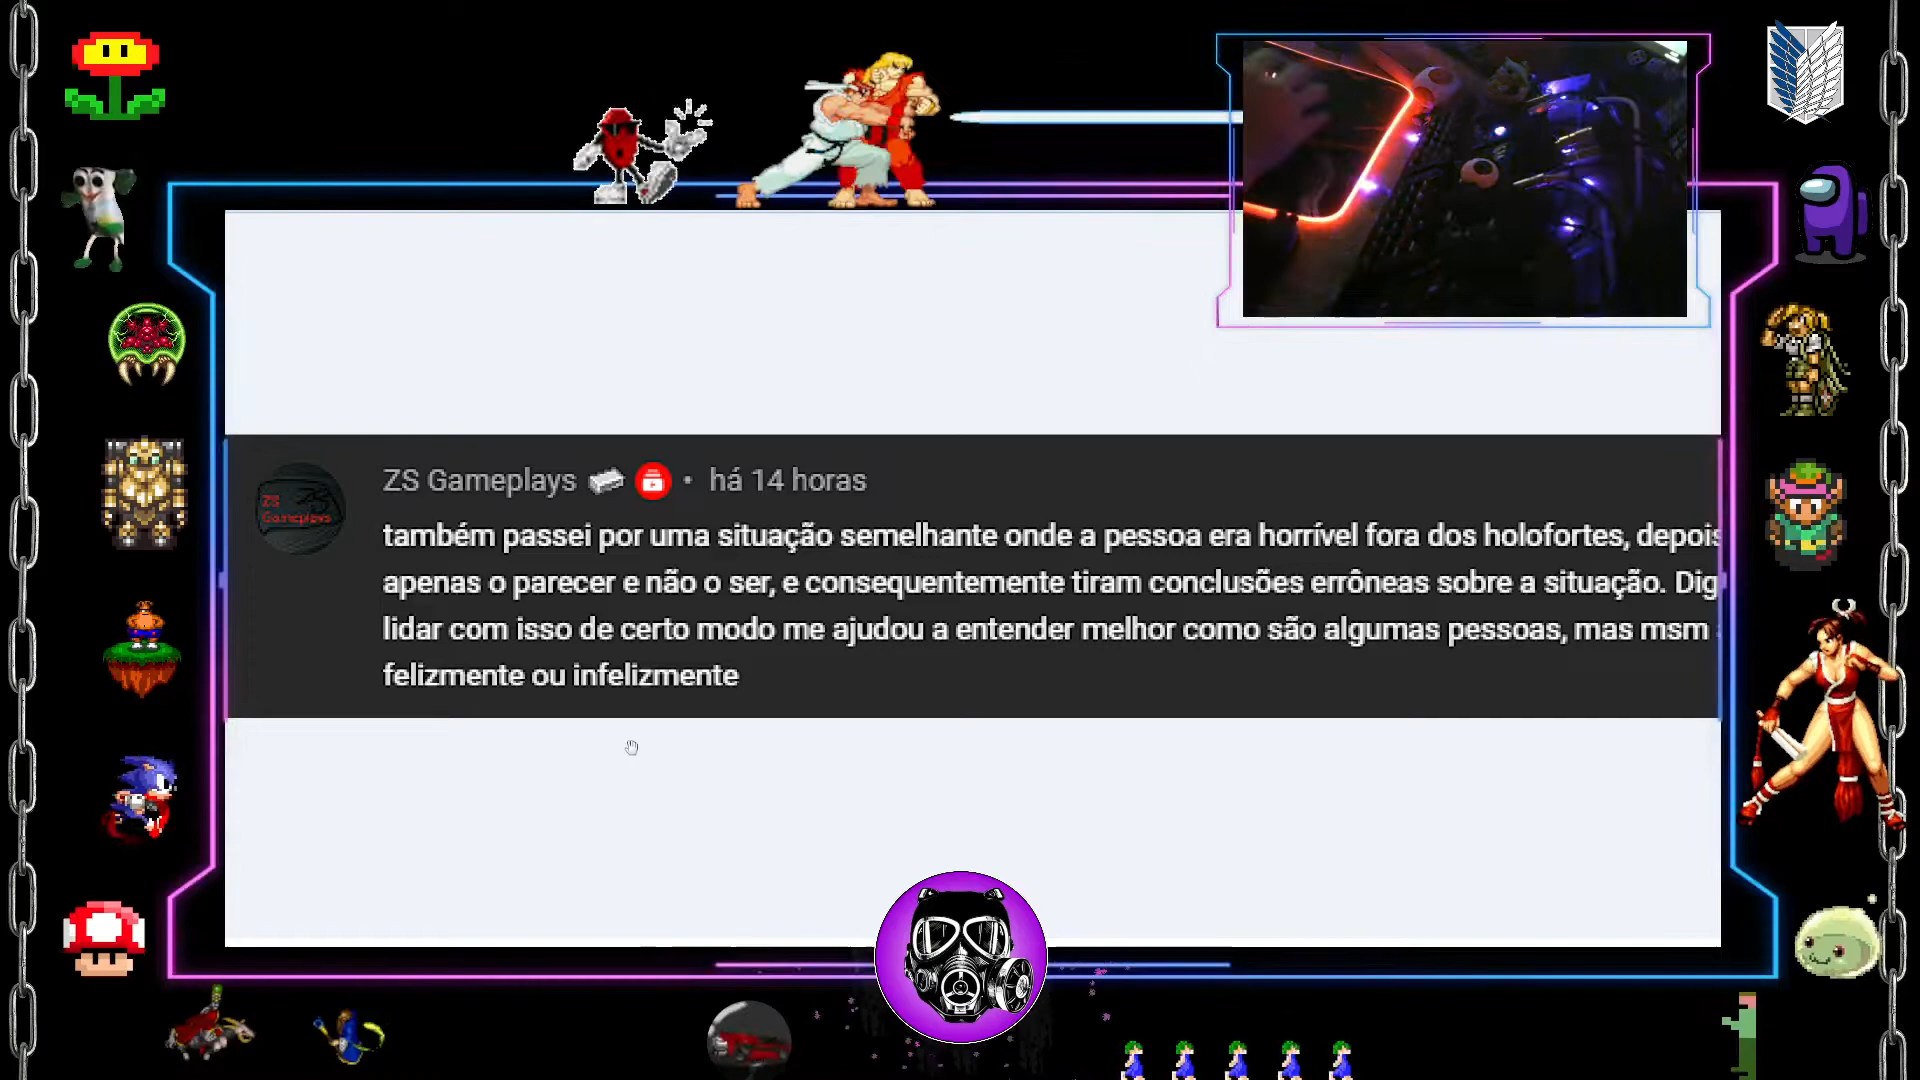 ZS Gameplays • há 14 horas
ZS
Gameplays
também passei por uma situação semelhante onde a pessoa era horrível fora dos holofortes, depois
apenas o parecer e não o ser, e consequentemente tiram conclusões errôneas sobre a situação. Dig
lidar com isso de certo modo me ajudou a entender melhor como são algumas pessoas, mas msm
felizmente ou infelizmente